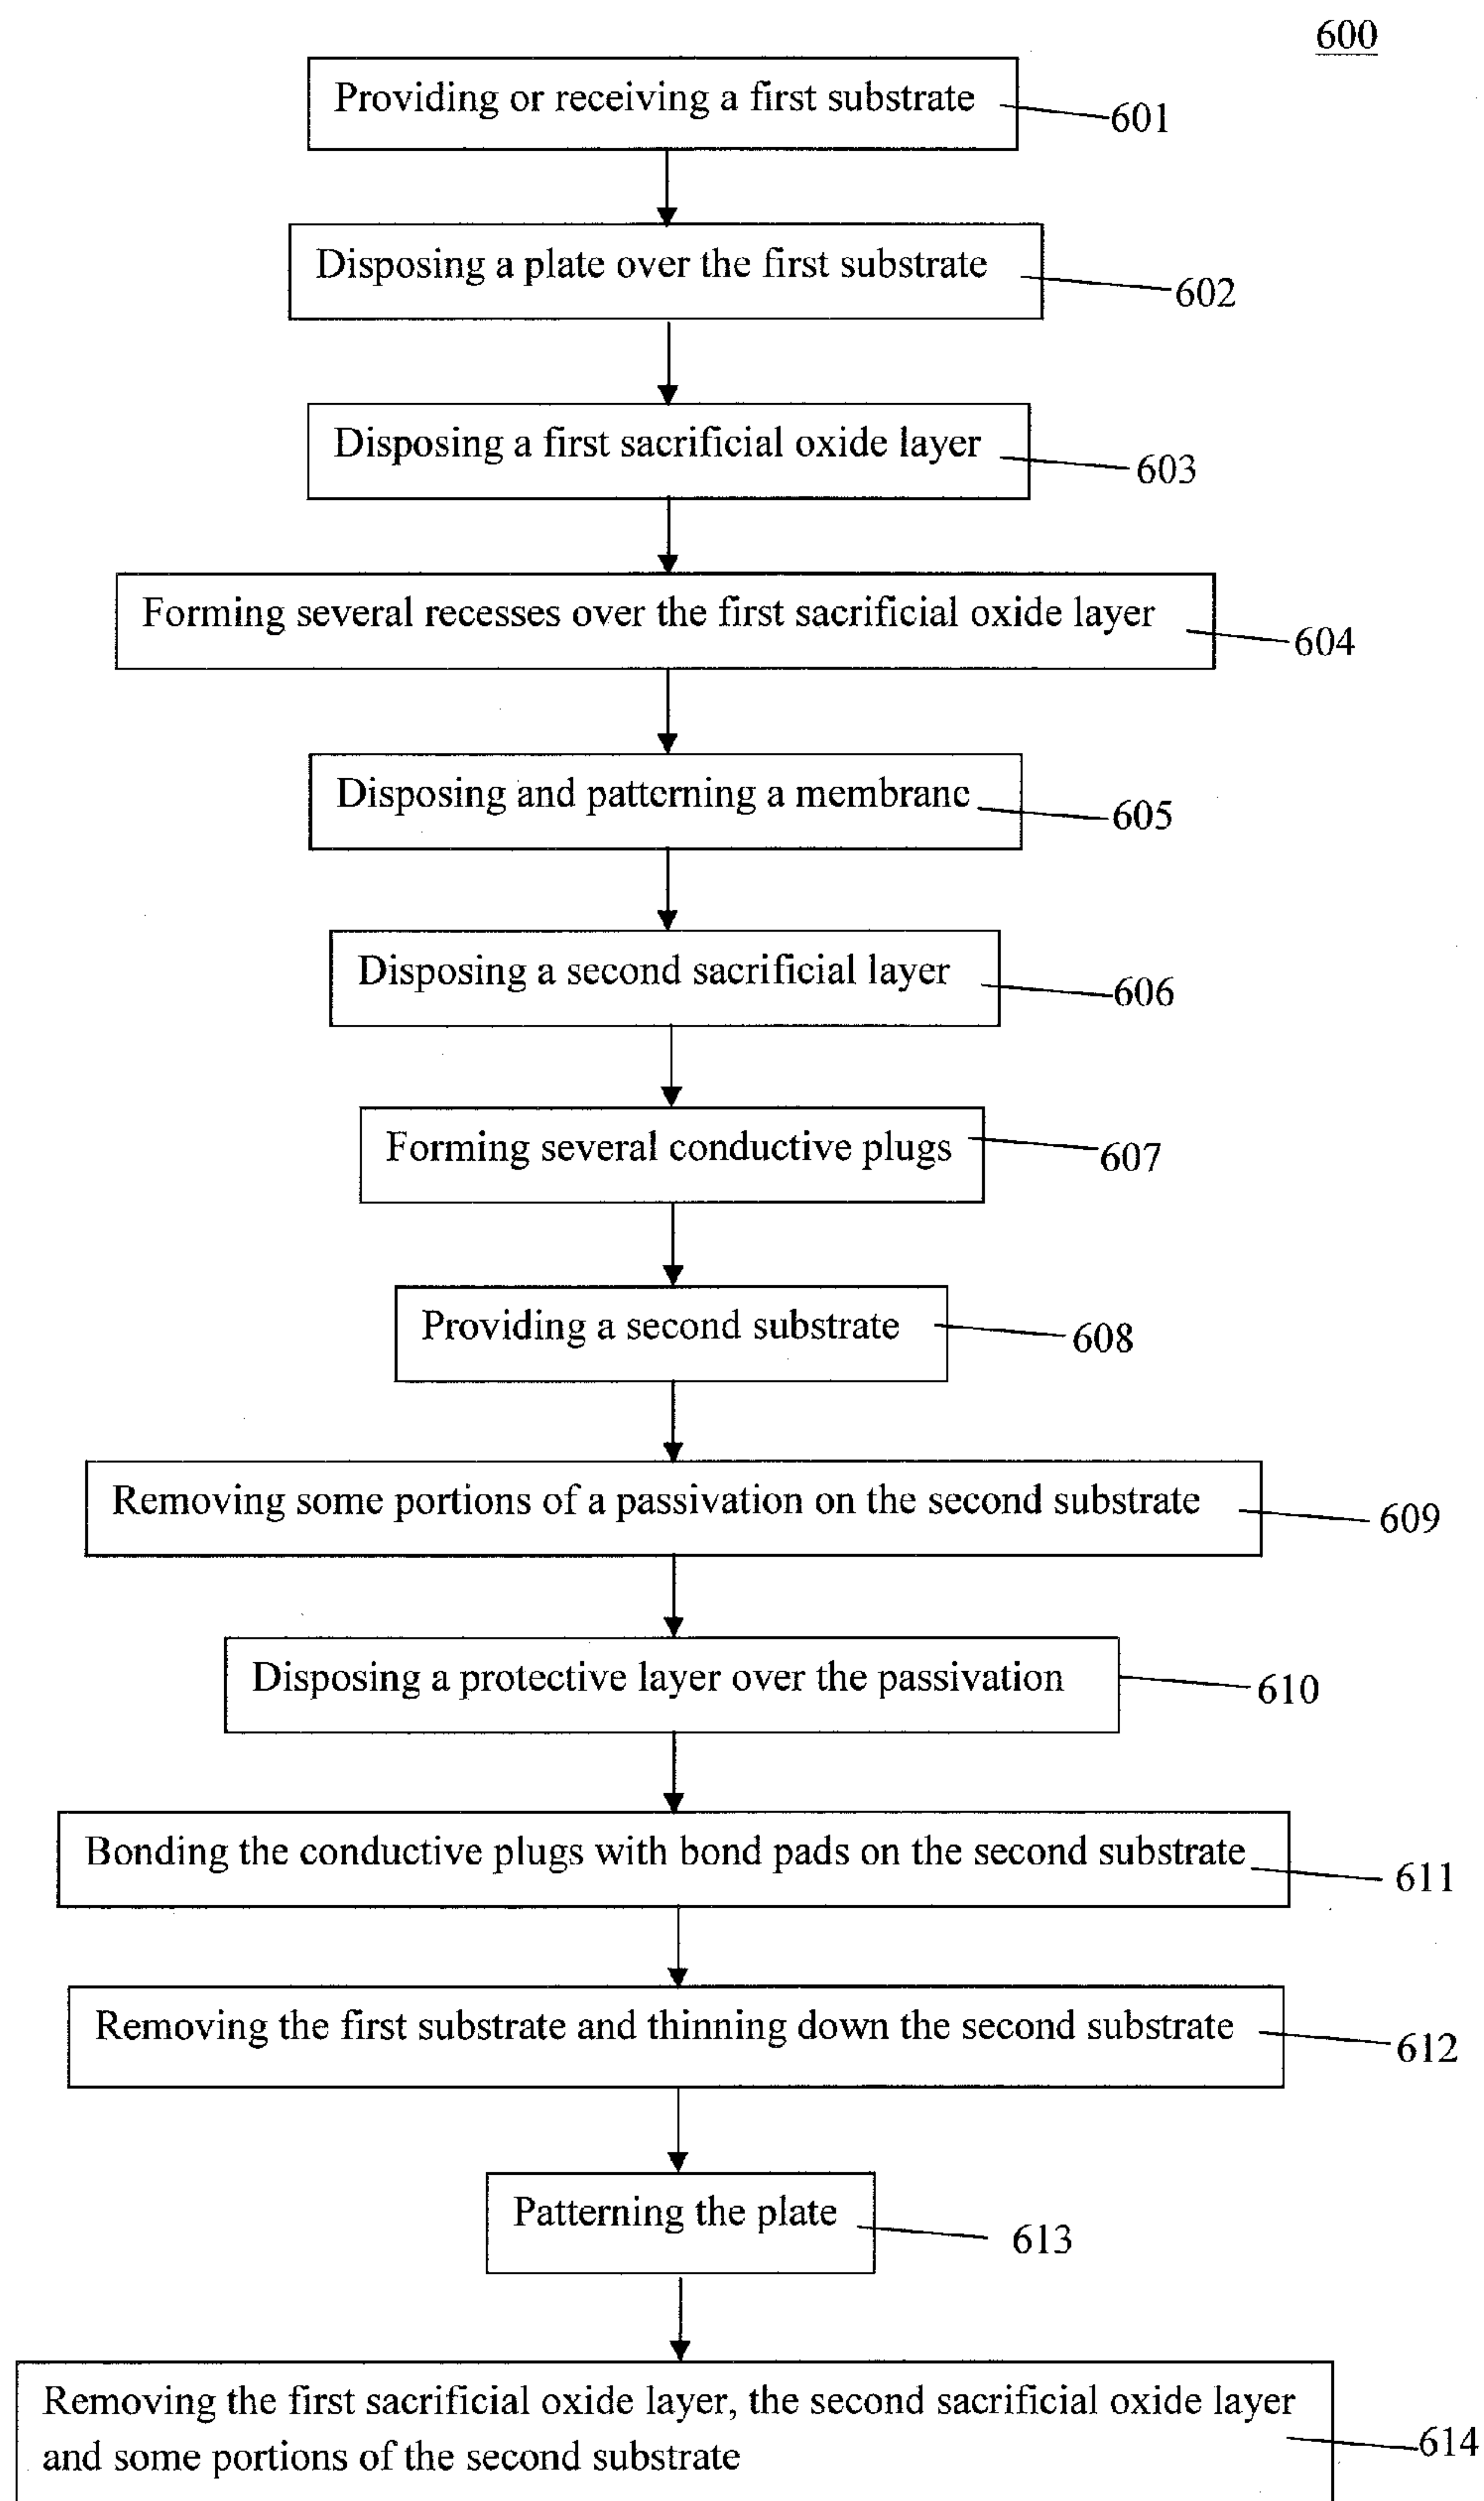 600
Providing or receiving a first substrate
601
Disposing a plate over the first substrate
602
Disposing a first sacrificial oxide layer
603
Forming several recesses over the first sacrificial oxide layer
604
Disposing and patterning a membrane
605
Disposing a second sacrificial layer
606
Forming several conductive plugs
607
Providing a second substrate
608
Removing some portions of a passivation on the second substrate
609
Disposing a protective layer over the passivation
610
Bonding the conductive plugs with bond pads on the second substrate
611
Removing the first substrate and thinning down the second substrate
612
Patterning the plate
613
Removing the first sacrificial oxide layer, the second sacrificial oxide layer
and some portions of the second substrate
614